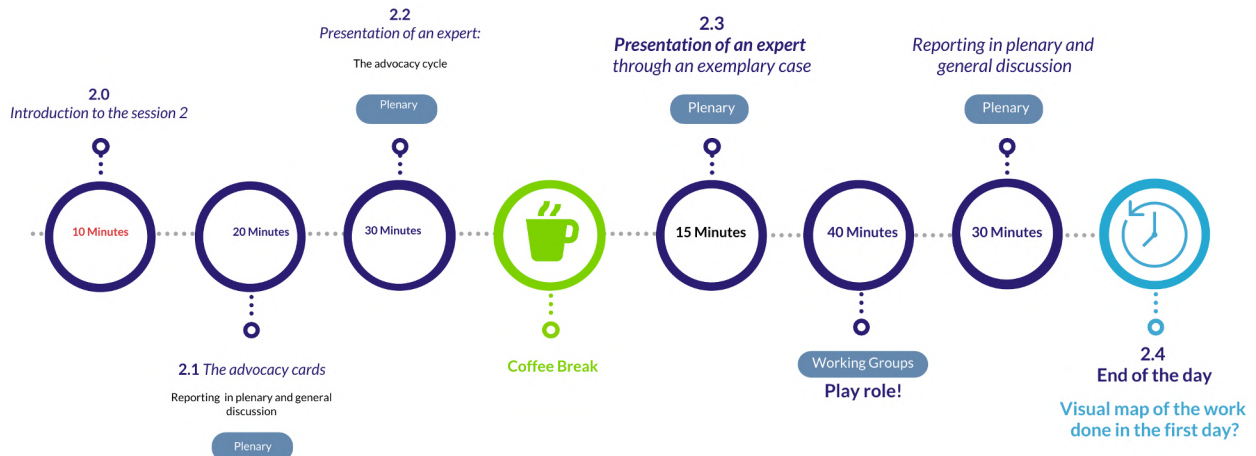 2.0
Introduction to the session 2
10 Minutes
20 Minutes
2.1 The advocacy cards
Reporting in plenary and general
discussion
Plenary
2.2
Presentation of an expert:
The advocacy cycle
Plenary
30 Minutes
Coffee Break
2.3
Presentation of an expert
through an exemplary case
Plenary
15 Minutes
40 Minutes
Working Groups
Play role!
Reporting in plenary and
general discussion
Plenary
30 Minutes
2.4
End of the day
Visual map of the work
done in the first day?